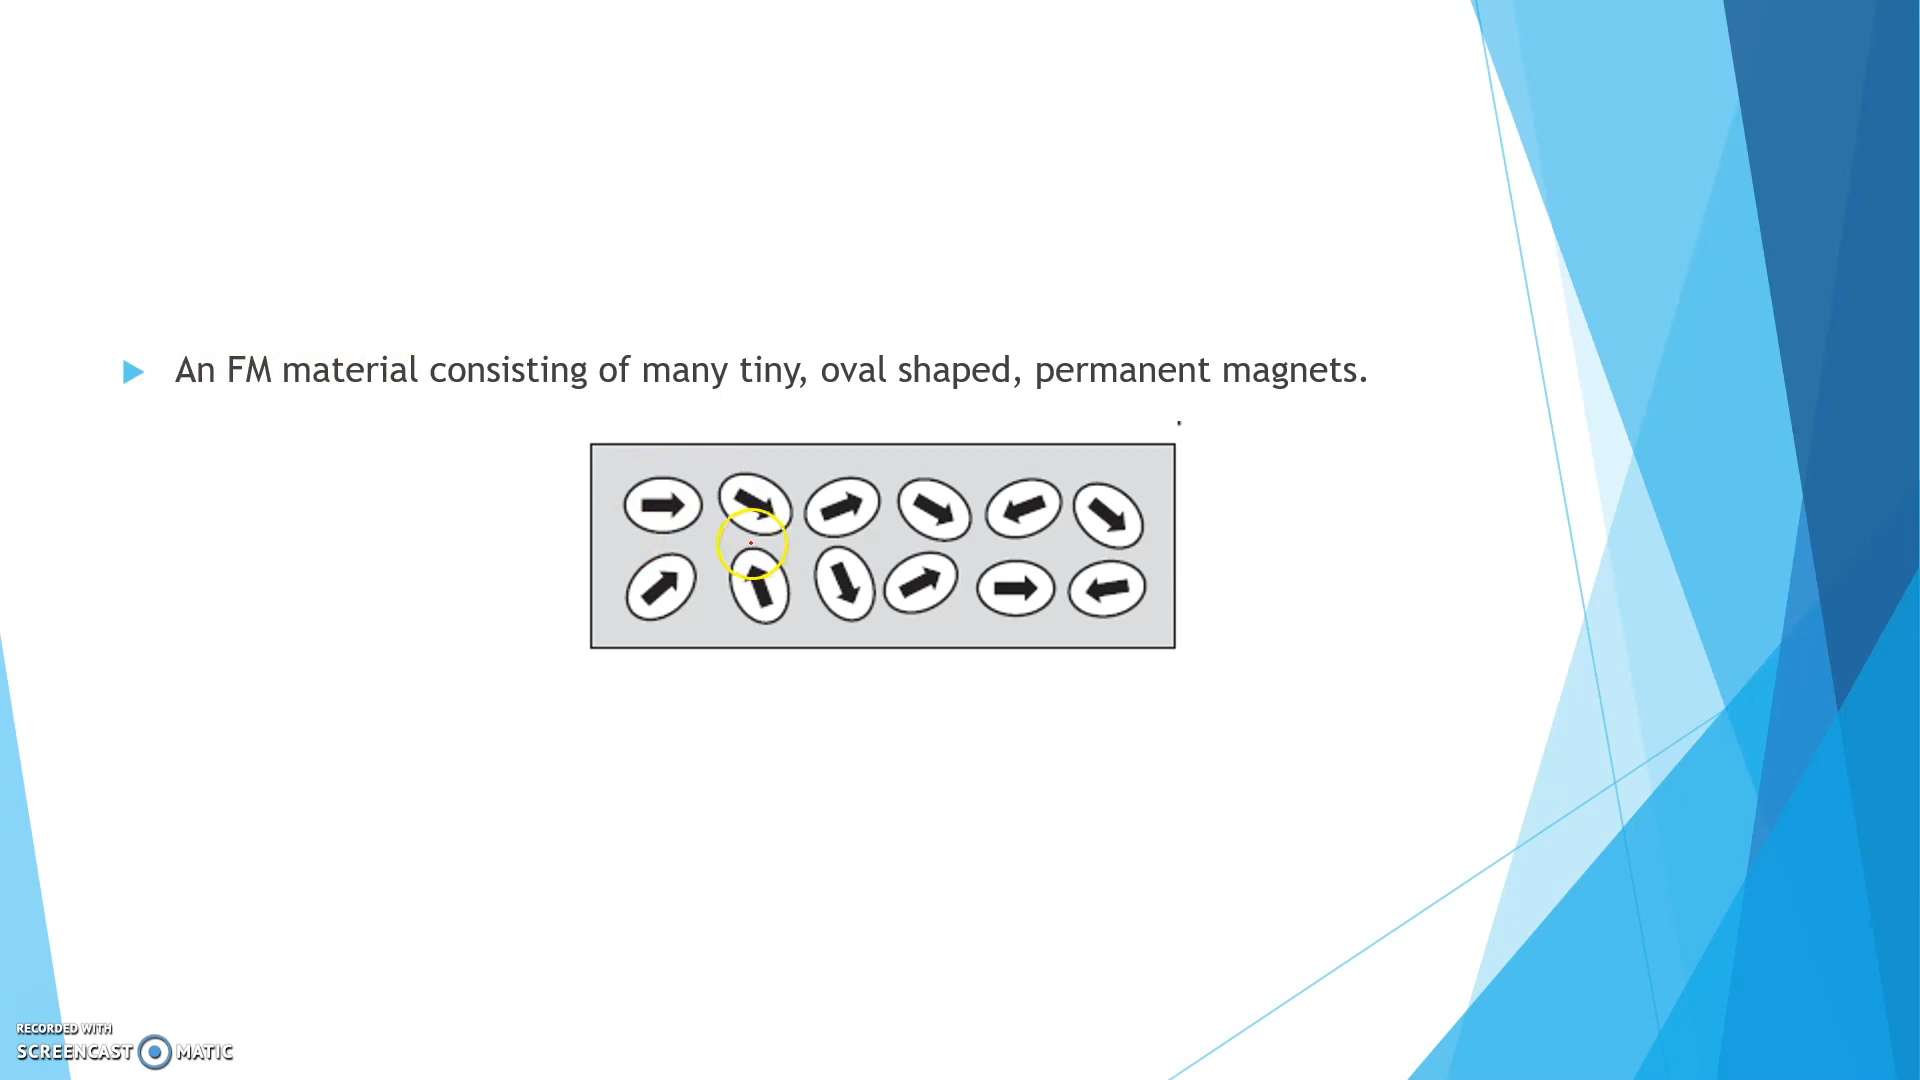 An FM material consisting of many tiny, oval shaped, permanent magnets.
RECORDED WITH
SCREENCAST MATIC